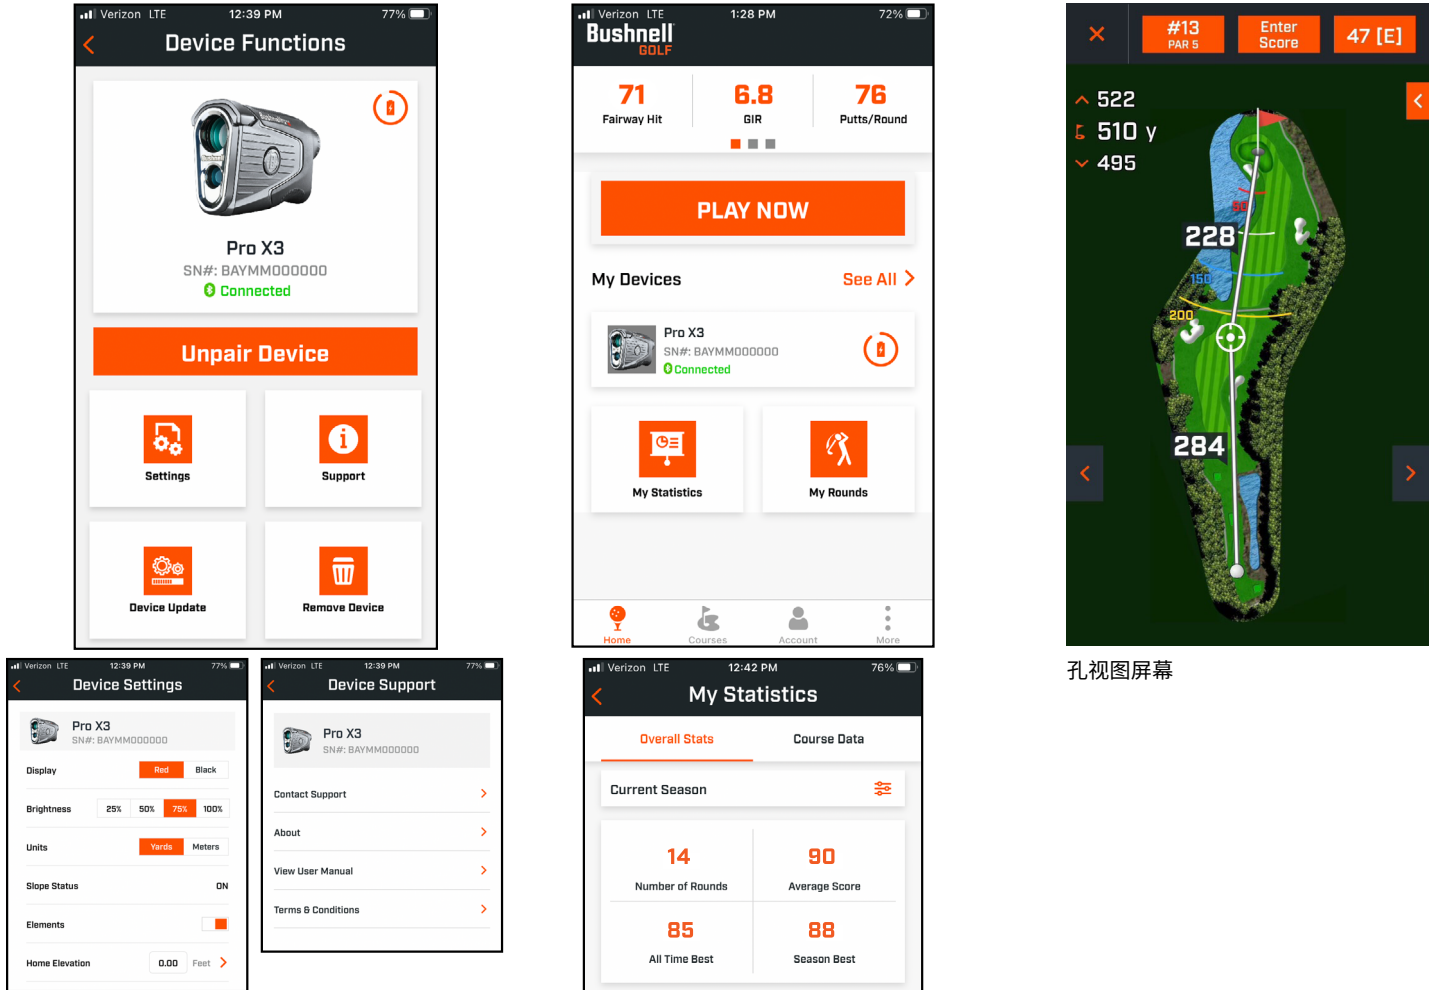 Verizon LTE 12:39 PM 77%
Device Functions
Pro X3
SN#: BAYMM000000
Connected
Unpair Device
Settings
Support
Device Update
Remove Device
Verizon LTE 1:28 PM 72%
Bushnell
GOLF
71
Fairway Hit
6.8
GIR
76
Putts/Round
PLAY NOW
My Devices
See All
Pro X3
SN#: BAYMM000000
Connected
My Statistics
My Rounds
Home
Courses
Account
More
#13
PAR 5
Enter
Score
47 [E]
522
510 y
495
50
228
150
200
284
孔视图屏幕
Verizon LTE 12:39 PM 77%
Device Settings
Pro X3
SN#: BAYMM000000
Display Red Black
Brightness 25% 50% 75% 100%
Units Yards Meters
Slope Status ON
Elements
Home Elevation 0.00 Feet
Verizon LTE 12:39 PM 77%
Device Support
Pro X3
SN#: BAYMM000000
Contact Support
About
View User Manual
Terms & Conditions
Verizon LTE 12:42 PM 76%
My Statistics
Overall Stats
Course Data
Current Season
14
Number of Rounds
90
Average Score
85
All Time Best
88
Season Best